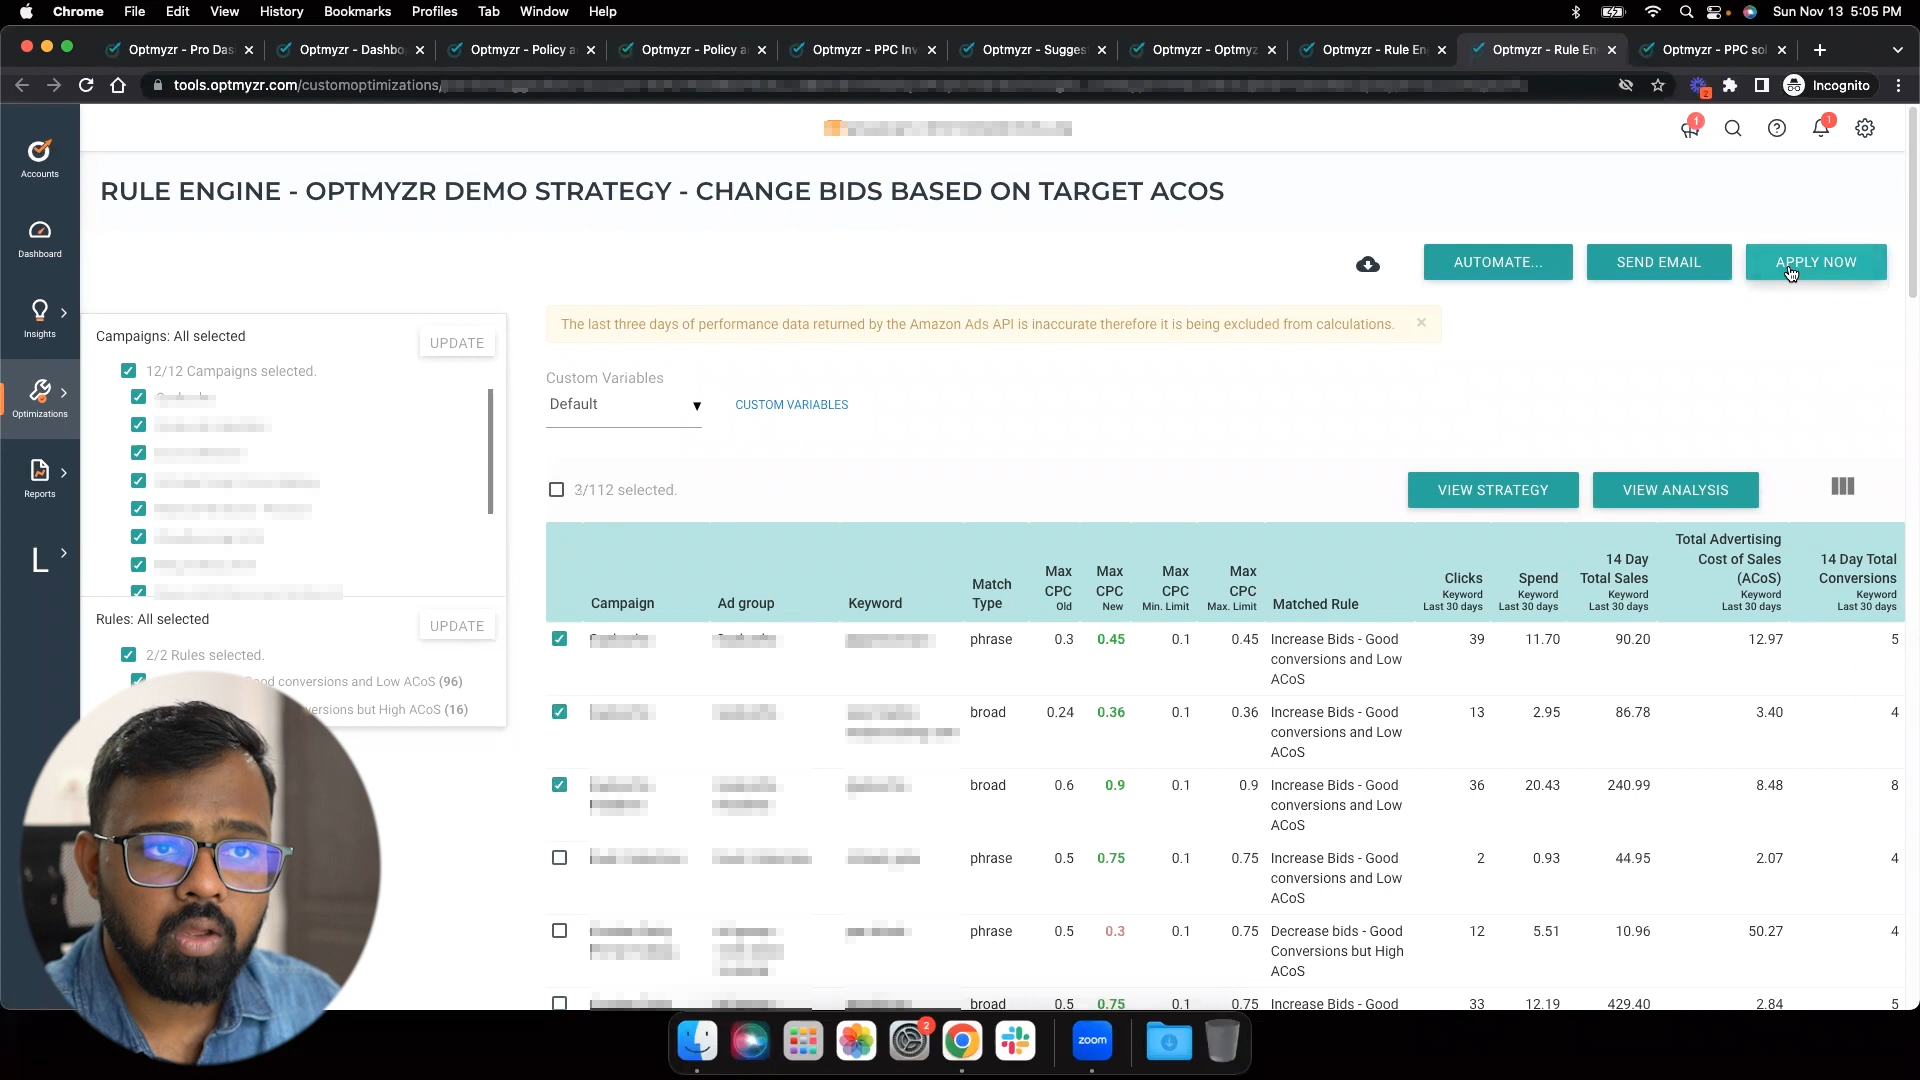 Chrome File Edit View History Bookmarks Profiles Tab Window Help Sun Nov 13 5:05 PM
Optmyzr - Pro Das Optmyzr - Dashbo Optmyzr - Policy a Optmyzr - Policy a Optmyzr - PPC Inv Optmyzr - Sugges Optmyzr - Optmyz Optmyzr - Rule En Optmyzr - Rule En Optmyzr - PPC sol
tools.optmyzr.com/customoptimizations/ 2 Incognito
1 1
Accounts
Dashboard
Insights
Optimizations
Reports
L
RULE ENGINE - OPTMYZR DEMO STRATEGY - CHANGE BIDS BASED ON TARGET ACOS
AUTOMATE... SEND EMAIL APPLY NOW
Campaigns: All selected UPDATE
12/12 Campaigns selected.
Rules: All selected UPDATE
2/2 Rules selected.
ood conversions and Low ACoS (96)
versions but High ACoS (16)
The last three days of performance data returned by the Amazon Ads API is inaccurate therefore it is being excluded from calculations. ×
Custom Variables
Default CUSTOM VARIABLES
3/112 selected. VIEW STRATEGY VIEW ANALYSIS
Campaign Ad group Keyword Match Type Max CPC Old Max CPC New Max CPC Min. Limit Max CPC Max. Limit Matched Rule Clicks Keyword Last 30 days Spend Keyword Last 30 days 14 Day Total Sales Keyword Last 30 days Total Advertising Cost of Sales (ACoS) Keyword Last 30 days 14 Day Total Conversions Keyword Last 30 days
phrase 0.3 0.45 0.1 0.45 Increase Bids - Good 39 11.70 90.20 12.97 5
conversions and Low
ACoS
broad 0.24 0.36 0.1 0.36 Increase Bids - Good 13 2.95 86.78 3.40 4
conversions and Low
ACoS
broad 0.6 0.9 0.1 0.9 Increase Bids - Good 36 20.43 240.99 8.48 8
conversions and Low
ACoS
phrase 0.5 0.75 0.1 0.75 Increase Bids - Good 2 0.93 44.95 2.07 4
conversions and Low
ACoS
phrase 0.5 0.3 0.1 0.75 Decrease bids - Good 12 5.51 10.96 50.27 4
Conversions but High
ACoS
broad 0.5 0.75 0.1 0.75 Increase Bids - Good 33 12.19 429.40 2.84 5
2 zoom